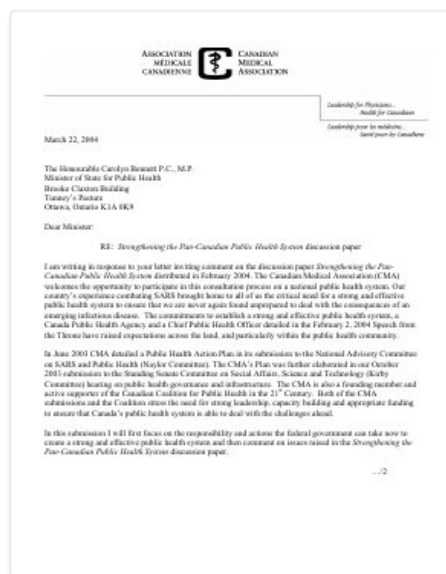 ASSOCIATION MÉDICALE CANADIENNE
CANADIAN MEDICAL ASSOCIATION
Leadership for Physicians...
Health for Canadians
Leadership pour les médecins...
Santé pour les Canadiens
March 22, 2004
The Honourable Carolyn Bennett P.C., M.P.
Minister of State for Public Health
Brooke Claxton Building
Tunney's Pasture
Ottawa, Ontario K1A 0K9
Dear Minister:
RE: Strengthening the Pan-Canadian Public Health System discussion paper
I am writing in response to your letter inviting comment on the discussion paper Strengthening the Pan-
Canadian Public Health System distributed in February 2004. The Canadian Medical Association (CMA)
welcomes the opportunity to participate in this consultation process on a national public health system. Our
country's experience combating SARS brought home to all of us the critical need for a strong and effective
public health system to ensure that we are never again found unprepared to deal with the consequences of an
emerging infectious disease. The commitments to establish a strong and effective public health system, a
Canada Public Health Agency and a Chief Public Health Officer detailed in the February 2, 2004 Speech from
the Throne have raised expectations across the land, and particularly within the public health community.
In June 2003 CMA detailed a Public Health Action Plan in its submission to the National Advisory Committee
on SARS and Public Health (Naylor Committee). The CMA's Plan was further elaborated in our October
2003 submission to the Standing Senate Committee on Social Affairs, Science and Technology (Kirby
Committee) hearing on public health governance and infrastructure. The CMA is also a founding member and
active supporter of the Canadian Coalition for Public Health in the 21st Century. Both of the CMA
submissions and the Coalition stress the need for strong leadership, capacity building and appropriate funding
to ensure that Canada's public health system is able to deal with the challenges ahead.
In this submission I will first focus on the responsibility and actions the federal government can take now to
create a strong and effective public health system and then comment on issues raised in the Strengthening the
Pan-Canadian Public Health System discussion paper.
.../2